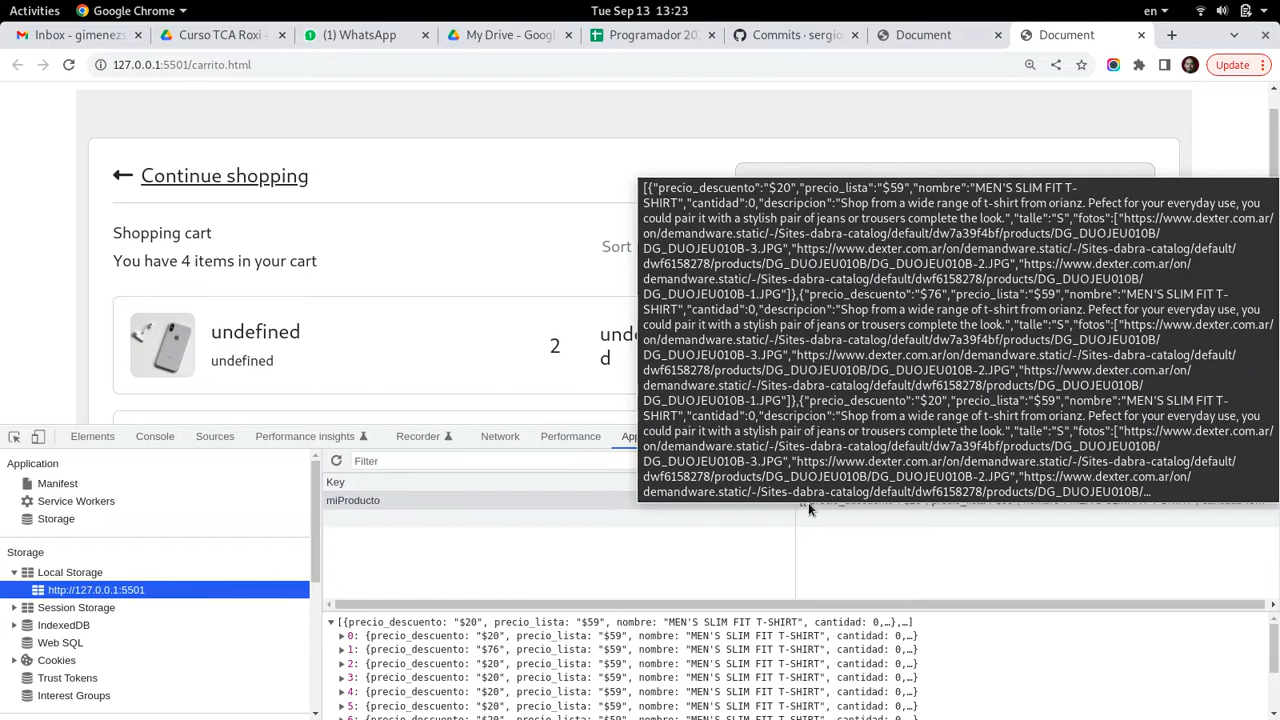 Activities
Google Chrome
Tue Sep 13 13:23
en
Inbox - gimenezs
Curso TCA Roxi -
(1) WhatsApp
My Drive - Goog
Programador 20
Commits · sergio
Document
Document
127.0.0.1:5501/carrito.html
Update
Continue shopping
Shopping cart
You have 4 items in your cart
Sort
undefined
undefined
2
unde
d
[{"precio_descuento":"$20","precio_lista":"$59","nombre":"MEN'S SLIM FIT T-
SHIRT","cantidad":0,"descripcion":"Shop from a wide range of t-shirt from orianz. Pefect for your everyday use, you
could pair it with a stylish pair of jeans or trousers complete the look.","talle":"S","fotos":["https://www.dexter.com.ar/
on/demandware.static/-/Sites-dabra-catalog/default/dw7a39f4bf/products/DG_DUOJEU010B/
DG_DUOJEU010B-3.JPG","https://www.dexter.com.ar/on/demandware.static/-/Sites-dabra-catalog/default/
dwf6158278/products/DG_DUOJEU010B/DG_DUOJEU010B-2.JPG","https://www.dexter.com.ar/on/
demandware.static/-/Sites-dabra-catalog/default/dwf6158278/products/DG_DUOJEU010B/
DG_DUOJEU010B-1.JPG"]},{"precio_descuento":"$76","precio_lista":"$59","nombre":"MEN'S SLIM FIT T-
SHIRT","cantidad":0,"descripcion":"Shop from a wide range of t-shirt from orianz. Pefect for your everyday use, you
could pair it with a stylish pair of jeans or trousers complete the look.","talle":"S","fotos":["https://www.dexter.com.ar/
on/demandware.static/-/Sites-dabra-catalog/default/dw7a39f4bf/products/DG_DUOJEU010B/
DG_DUOJEU010B-3.JPG","https://www.dexter.com.ar/on/demandware.static/-/Sites-dabra-catalog/default/
dwf6158278/products/DG_DUOJEU010B/DG_DUOJEU010B-2.JPG","https://www.dexter.com.ar/on/
demandware.static/-/Sites-dabra-catalog/default/dwf6158278/products/DG_DUOJEU010B/
DG_DUOJEU010B-1.JPG"]},{"precio_descuento":"$20","precio_lista":"$59","nombre":"MEN'S SLIM FIT T-
SHIRT","cantidad":0,"descripcion":"Shop from a wide range of t-shirt from orianz. Pefect for your everyday use, you
could pair it with a stylish pair of jeans or trousers complete the look.","talle":"S","fotos":["https://www.dexter.com.ar/
on/demandware.static/-/Sites-dabra-catalog/default/dw7a39f4bf/products/DG_DUOJEU010B/
DG_DUOJEU010B-3.JPG","https://www.dexter.com.ar/on/demandware.static/-/Sites-dabra-catalog/default/
dwf6158278/products/DG_DUOJEU010B/DG_DUOJEU010B-2.JPG","https://www.dexter.com.ar/on/
demandware.static/-/Sites-dabra-catalog/default/dwf6158278/products/DG_DUOJEU010B/...
Elements
Console
Sources
Performance insights
Recorder
Network
Performance
App
Application
Manifest
Service Workers
Storage
Storage
Local Storage
http://127.0.0.1:5501
Session Storage
IndexedDB
Web SQL
Cookies
Trust Tokens
Interest Groups
Filter
Key
miProducto
[{precio_descuento: "$20", precio_lista: "$59", nombre: "MEN'S SLIM FIT T-SHIRT", cantidad: 0,…},…]
0: {precio_descuento: "$20", precio_lista: "$59", nombre: "MEN'S SLIM FIT T-SHIRT", cantidad: 0,…}
1: {precio_descuento: "$76", precio_lista: "$59", nombre: "MEN'S SLIM FIT T-SHIRT", cantidad: 0,…}
2: {precio_descuento: "$20", precio_lista: "$59", nombre: "MEN'S SLIM FIT T-SHIRT", cantidad: 0,…}
3: {precio_descuento: "$20", precio_lista: "$59", nombre: "MEN'S SLIM FIT T-SHIRT", cantidad: 0,…}
4: {precio_descuento: "$20", precio_lista: "$59", nombre: "MEN'S SLIM FIT T-SHIRT", cantidad: 0,…}
5: {precio_descuento: "$20", precio_lista: "$59", nombre: "MEN'S SLIM FIT T-SHIRT", cantidad: 0,…}